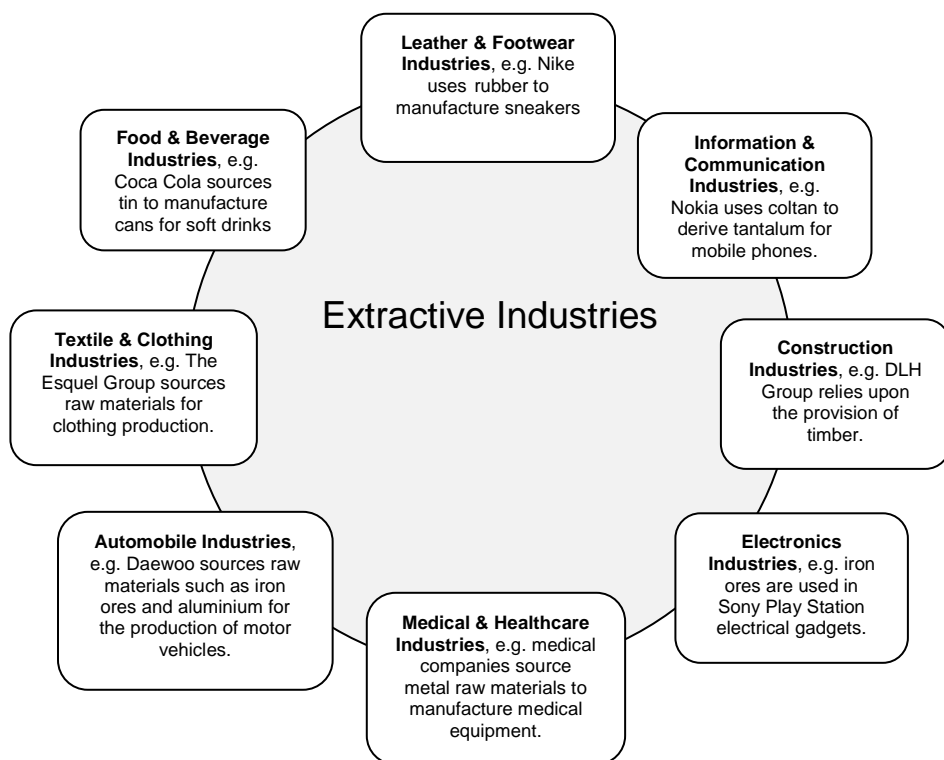 Leather & Footwear
Industries, e.g. Nike
uses rubber to
manufacture sneakers
Food & Beverage
Industries, e.g.
Coca Cola sources
tin to manufacture
cans for soft drinks
Information &
Communication
Industries, e.g.
Nokia uses coltan to
derive tantalum for
mobile phones.
Extractive Industries
Textile & Clothing
Industries, e.g. The
Esquel Group sources
raw materials for
clothing production.
Construction
Industries, e.g. DLH
Group relies upon
the provision of
timber.
Automobile Industries,
e.g. Daewoo sources raw
materials such as iron
ores and aluminium for
the production of motor
vehicles.
Electronics
Industries, e.g. iron
ores are used in
Sony Play Station
electrical gadgets.
Medical & Healthcare
Industries, e.g. medical
companies source
metal raw materials to
manufacture medical
equipment.